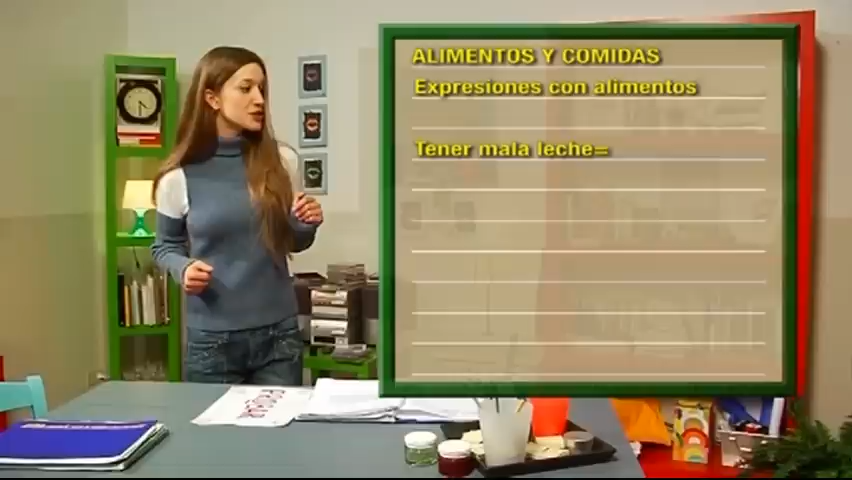 ALIMENTOS Y COMIDAS
Expresiones con alimentos
Tener mala leche=